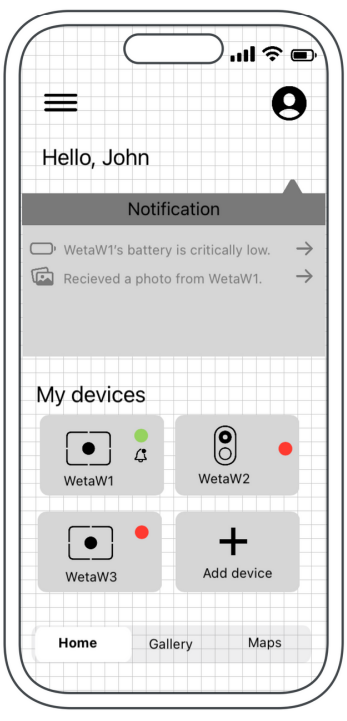 Hello, John
Notification
WetaW1's battery is critically low.
Recieved a photo from WetaW1.
My devices
WetaW1
WetaW2
WetaW3
Add device
Home
Gallery
Maps